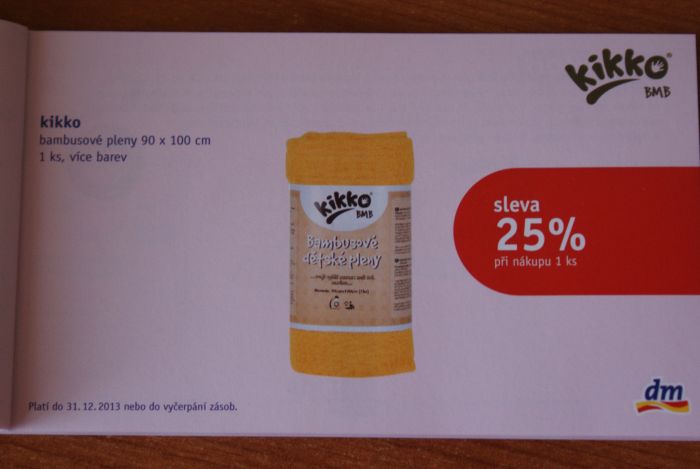 kikko
bambusové pleny 90 x 100 cm
1 ks, více barev
kikko®
BMB
kikko®
BMB
Bambusové
dětské pleny
sleva
25%
při nákupu 1 ks
Platí do 31. 12. 2013 nebo do vyčerpání zásob.
dm